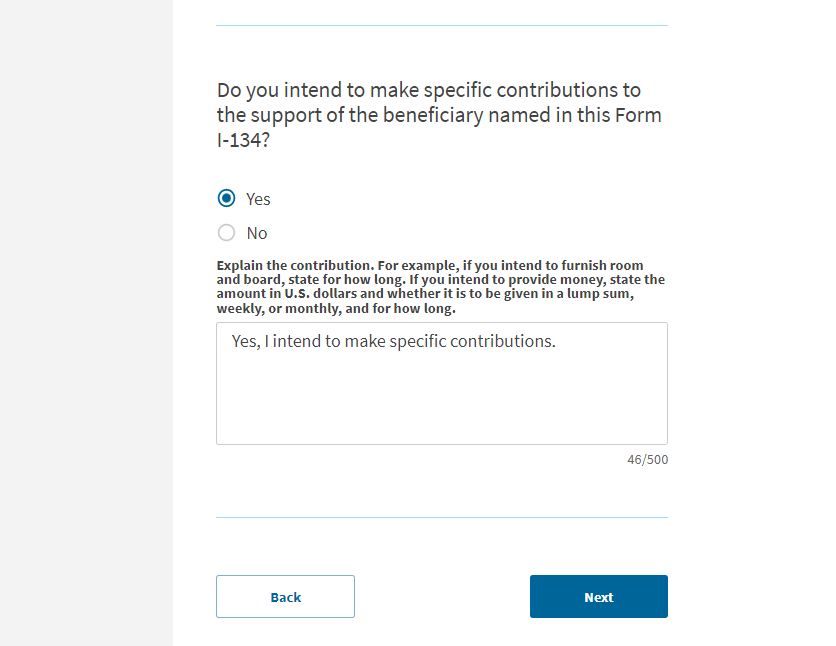 Do you intend to make specific contributions to
the support of the beneficiary named in this Form
I-134?
Yes
No
Explain the contribution. For example, if you intend to furnish room
and board, state for how long. If you intend to provide money, state the
amount in U.S. dollars and whether it is to be given in a lump sum,
weekly, or monthly, and for how long.
Yes, I intend to make specific contributions.
46/500
Back
Next